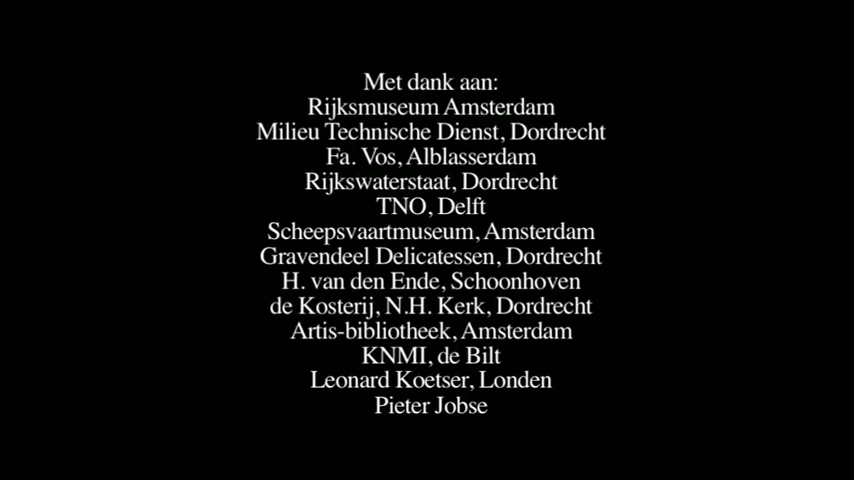 Met dank aan:
Rijksmuseum Amsterdam
Milieu Technische Dienst, Dordrecht
Fa. Vos, Alblasserdam
Rijkswaterstaat, Dordrecht
TNO, Delft
Scheepsvaartmuseum, Amsterdam
Gravendeel Delicatessen, Dordrecht
H. van den Ende, Schoonhoven
de Kosterij, N.H. Kerk, Dordrecht
Artis-bibliotheek, Amsterdam
KNMI, de Bilt
Leonard Koetser, Londen
Pieter Jobse